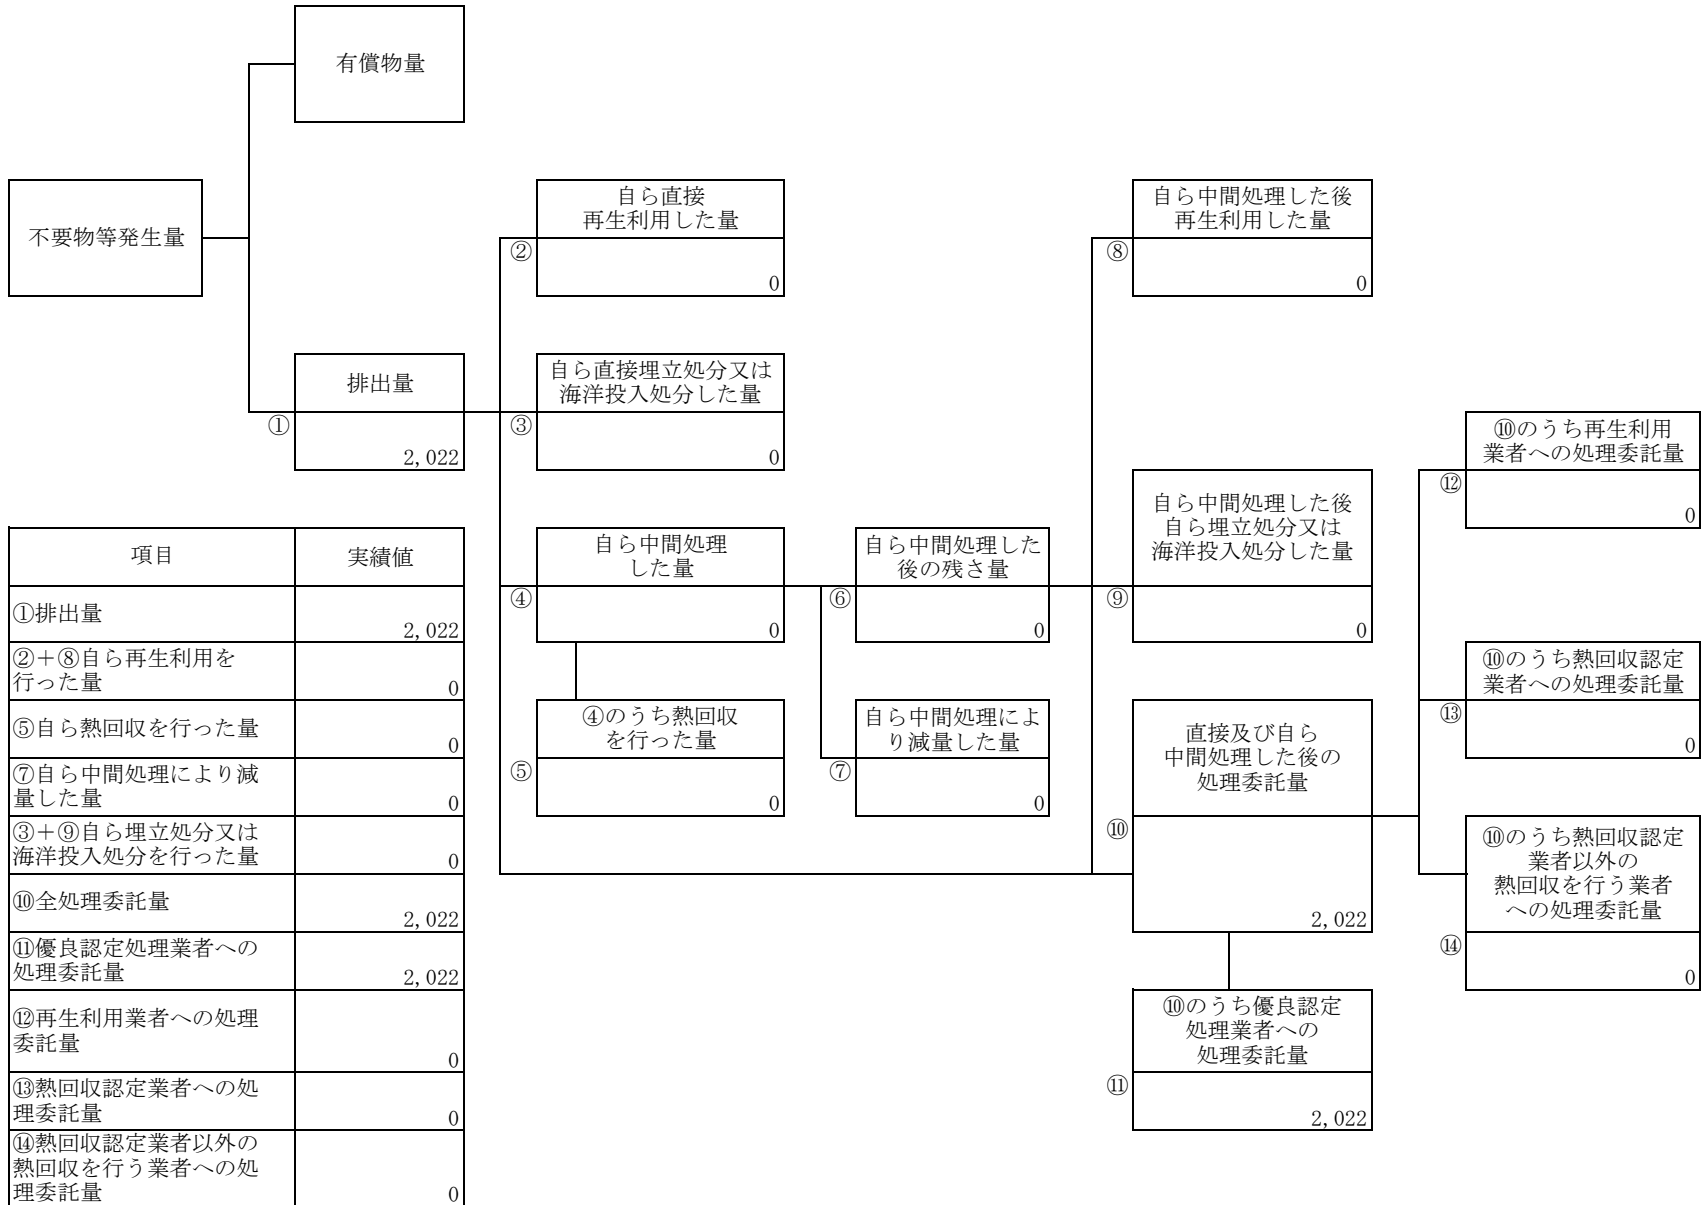 有償物量
不要物等発生量
自ら直接
再生利用した量
②
0
自ら中間処理した後
再生利用した量
⑧
0
排出量
①
2,022
自ら直接埋立処分又は
海洋投入処分した量
③
0
⑩のうち再生利用
業者への処理委託量
⑫
0
自ら中間処理
した量
④
0
自ら中間処理した
後の残さ量
⑥
0
自ら中間処理した後
自ら埋立処分又は
海洋投入処分した量
⑨
0
⑩のうち熱回収認定
業者への処理委託量
⑬
0
④のうち熱回収
を行った量
⑤
0
自ら中間処理によ
り減量した量
⑦
0
直接及び自ら
中間処理した後の
処理委託量
⑩
2,022
⑩のうち熱回収認定
業者以外の
熱回収を行う業者
への処理委託量
⑭
0
⑩のうち優良認定
処理業者への
処理委託量
⑪
2,022
項目 実績値
①排出量
2,022
②+⑧自ら再生利用を
行った量
0
⑤自ら熱回収を行った量
0
⑦自ら中間処理により減
量した量
0
③+⑨自ら埋立処分又は
海洋投入処分を行った量
0
⑩全処理委託量
2,022
⑪優良認定処理業者への
処理委託量
2,022
⑫再生利用業者への処理
委託量
0
⑬熱回収認定業者への処
理委託量
0
⑭熱回収認定業者以外の
熱回収を行う業者への処
理委託量
0